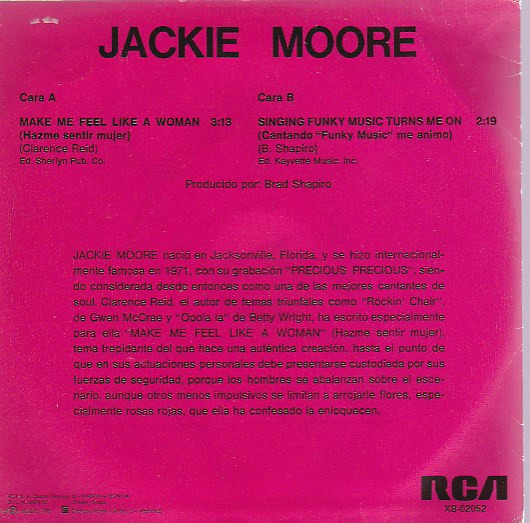 JACKIE MOORE
Cara A
MAKE ME FEEL LIKE A WOMAN 3:13
(Hazme sentir mujer)
(Clarence Reid)
Ed. Sherlyn Pub. Co.
Cara B
SINGING FUNKY MUSIC TURNS ME ON 2:19
(Cantando "Funky Music" me animo)
(B. Shapiro)
Ed. Keyvette Music. Inc.
Producido por: Brad Shapiro
JACKIE MOORE nació en Jacksonville, Florida, y se hizo internacional-
mente famosa en 1971, con su grabación "PRECIOUS PRECIOUS", sien-
do considerada desde entonces como una de las mejores cantantes de
soul. Clarence Reid, el autor de temas triunfales como "Rockin' Chair",
de Gwen McCrae y "Ooola la" de Betty Wright, ha escrito especialmente
para ella "MAKE ME FEEL LIKE A WOMAN" (Hazme sentir mujer),
tema trepidante del que hace una auténtica creación, hasta el punto de
que en sus actuaciones personales debe presentarse custodiada por sus
fuerzas de seguridad, porque los hombres se abalanzan sobre el esce-
nario, aunque otros menos impulsivos se limitan a arrojarle flores, espe-
cialmente rosas rojas, que ella ha confesado la enloquecen.
RCA
XB-02052